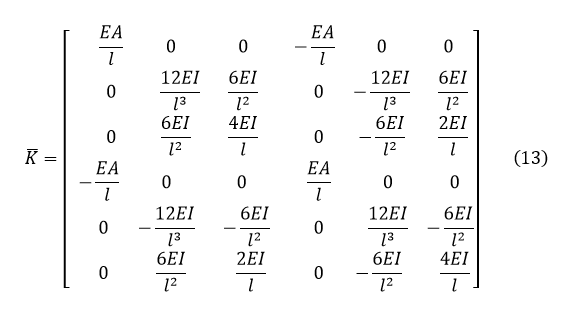 EA/l 0 0 −EA/l 0 0
0 12EI/l³ 6EI/l² 0 −12EI/l³ 6EI/l²
0 6EI/l² 4EI/l 0 −6EI/l² 2EI/l
K̅ = (13)
−EA/l 0 0 EA/l 0 0
0 −12EI/l³ −6EI/l² 0 12EI/l³ −6EI/l²
0 6EI/l² 2EI/l 0 −6EI/l² 4EI/l